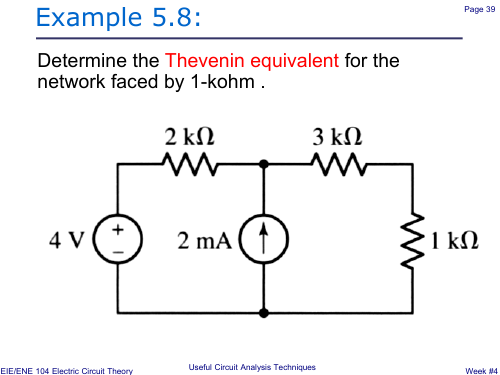 Example 5.8:
Page 39
Determine the Thevenin equivalent for the
network faced by 1-kohm .
2 kΩ
3 kΩ
4 V
+
−
2 mA
1 kΩ
EIE/ENE 104 Electric Circuit Theory
Useful Circuit Analysis Techniques
Week #4